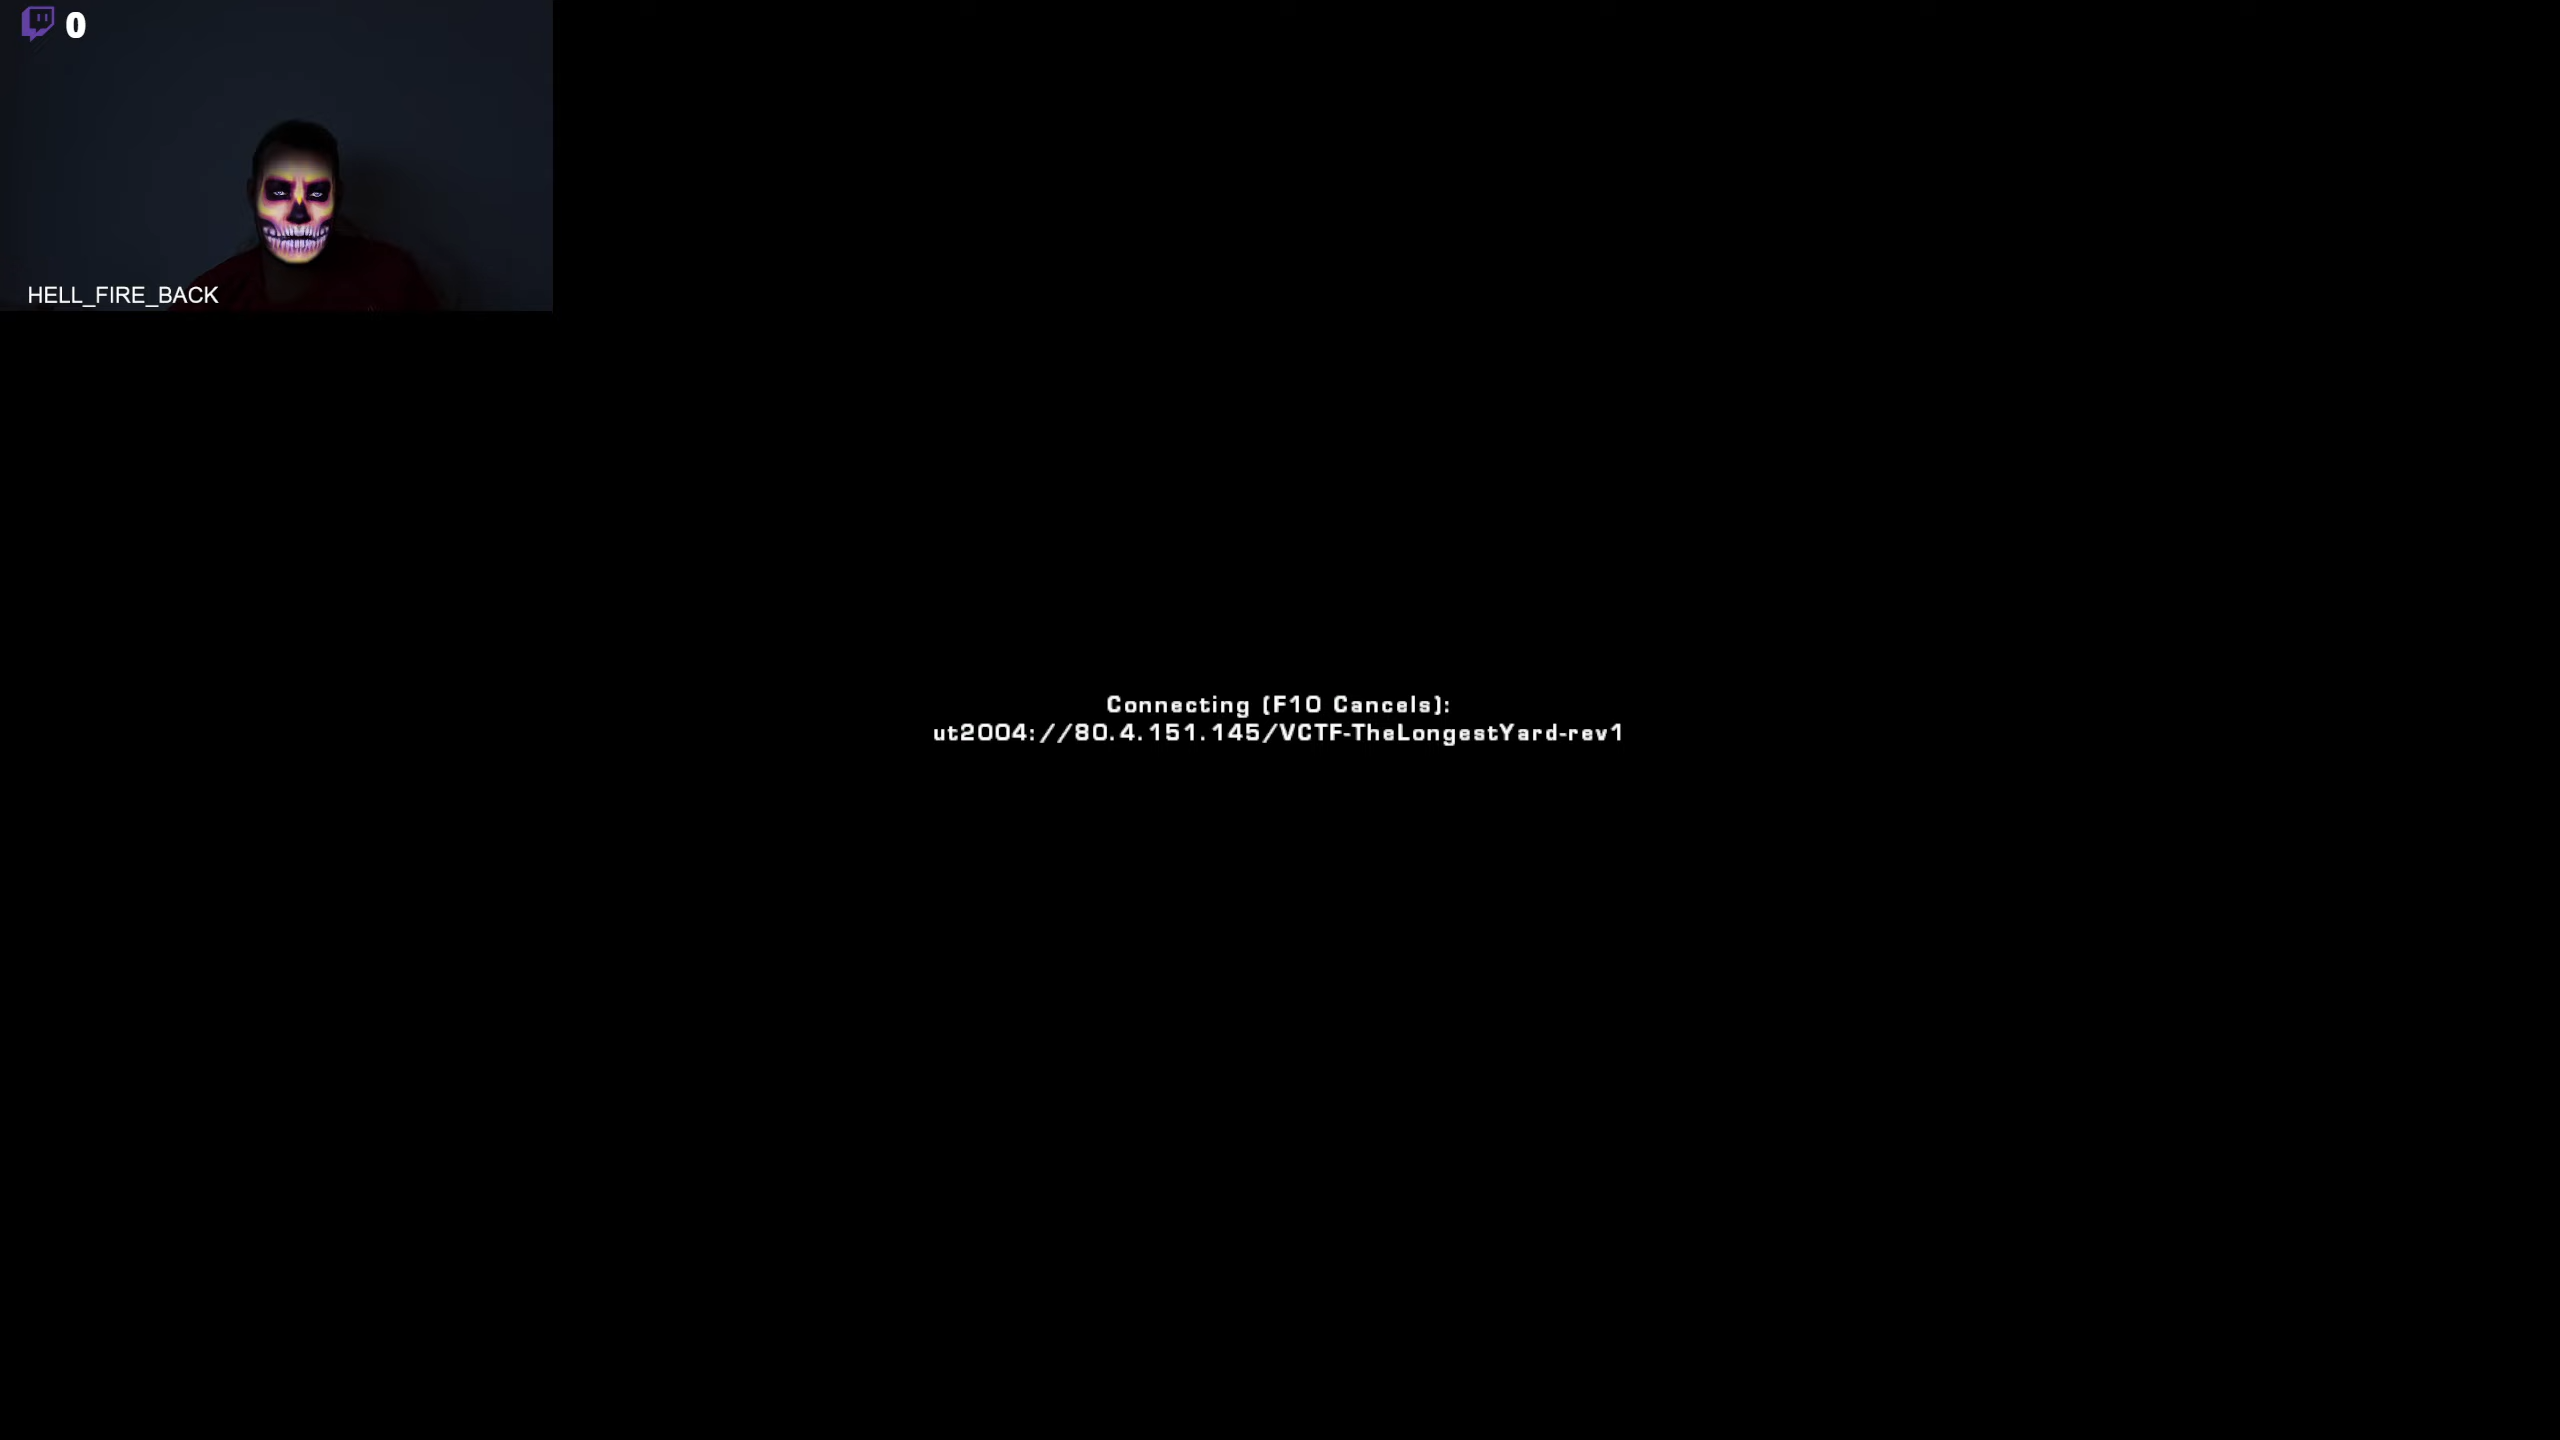 0
HELL_FIRE_BACK
Connecting (F10 Cancels):
ut2004://80.4.151.145/VCTF-TheLongestYard-rev1